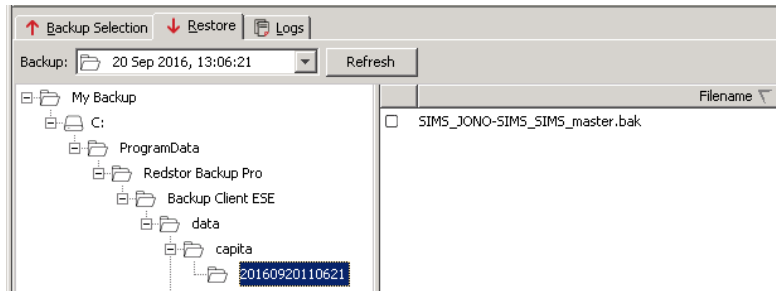 Backup Selection Restore Logs
Backup: 20 Sep 2016, 13:06:21 Refresh
My Backup Filename
C: SIMS_JONO-SIMS_SIMS_master.bak
ProgramData
Redstor Backup Pro
Backup Client ESE
data
capita
20160920110621